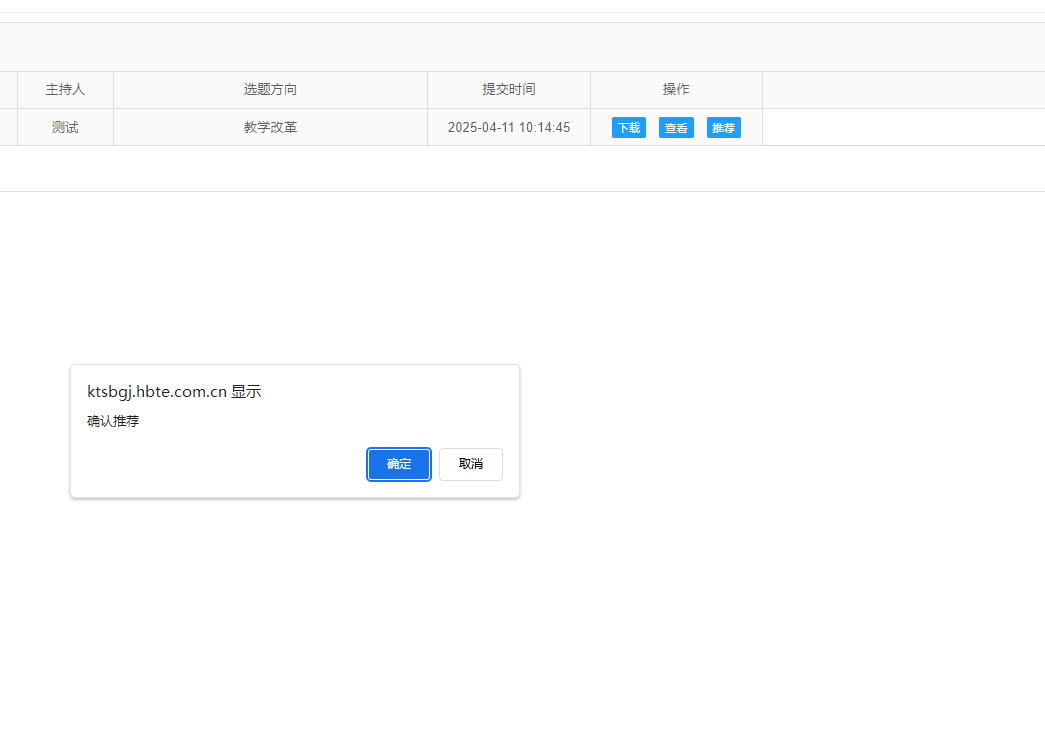 主持人 选题方向 提交时间 操作
测试 教学改革 2025-04-11 10:14:45 下载 查看 推荐
ktsbgj.hbte.com.cn 显示
确认推荐
确定 取消